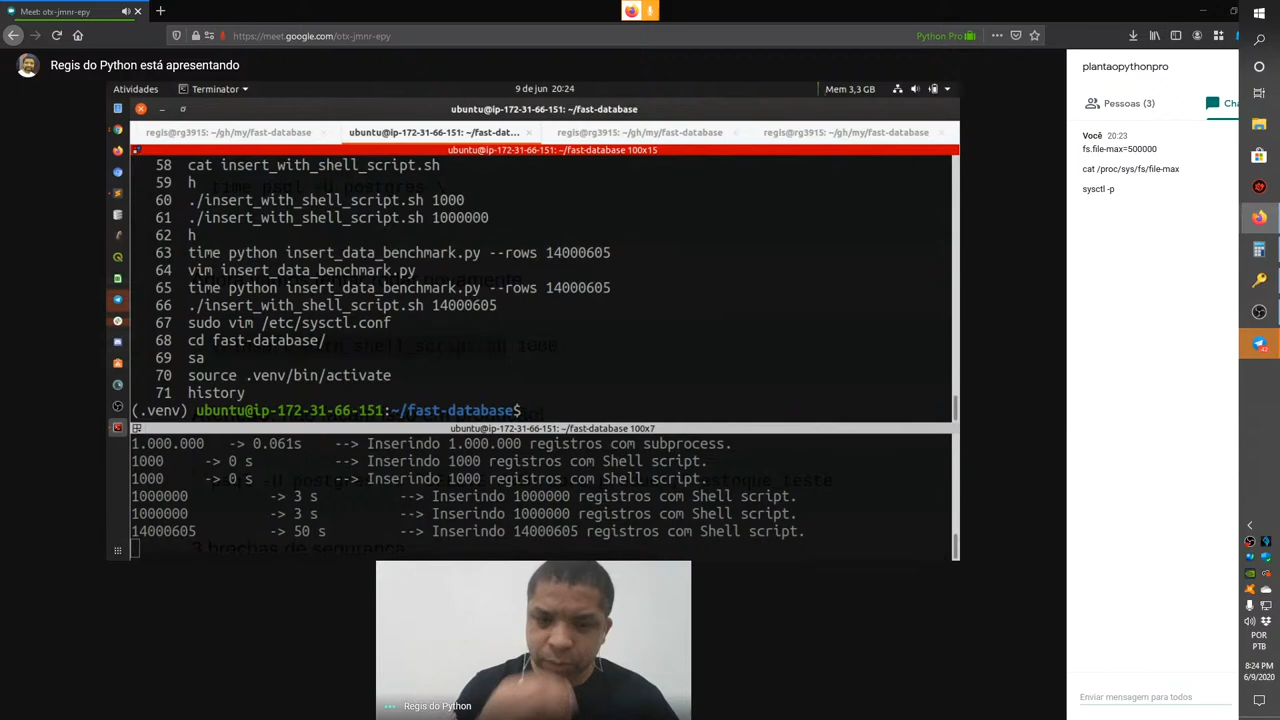 Meet: otx-jmnr-epy
https://meet.google.com/otx-jmnr-epy
Python Pro
Regis do Python está apresentando
plantaopythonpro
Pessoas (3)
Você 20:23
fs.file-max=500000
cat /proc/sys/fs/file-max
sysctl -p
Enviar mensagem para todos
Atividades
Terminator
9 de jun 20:24
Mem 3,3 GB
ubuntu@ip-172-31-66-151: ~/fast-database
regis@rg3915: ~/gh/my/fast-database
ubuntu@ip-172-31-66-151: ~/fast-dat...
regis@rg3915: ~/gh/my/fast-database
regis@rg3915: ~/gh/my/fast-database
ubuntu@ip-172-31-66-151: ~/fast-database 100x15
58 cat insert_with_shell_script.sh
59 h
60 ./insert_with_shell_script.sh 1000
61 ./insert_with_shell_script.sh 1000000
62 h
63 time python insert_data_benchmark.py --rows 14000605
64 vim insert_data_benchmark.py
65 time python insert_data_benchmark.py --rows 14000605
66 ./insert_with_shell_script.sh 14000605
67 sudo vim /etc/sysctl.conf
68 cd fast-database/
69 sa
70 source .venv/bin/activate
71 history
(.venv) ubuntu@ip-172-31-66-151:~/fast-database$
ubuntu@ip-172-31-66-151: ~/fast-database 100x7
1.000.000 -> 0.061s --> Inserindo 1.000.000 registros com subprocess.
1000 -> 0 s --> Inserindo 1000 registros com Shell script.
1000 -> 0 s --> Inserindo 1000 registros com Shell script.
1000000 -> 3 s --> Inserindo 1000000 registros com Shell script.
1000000 -> 3 s --> Inserindo 1000000 registros com Shell script.
14000605 -> 50 s --> Inserindo 14000605 registros com Shell script.
3 brechas de segurança
Regis do Python
POR
PTB
8:24 PM
6/9/2020